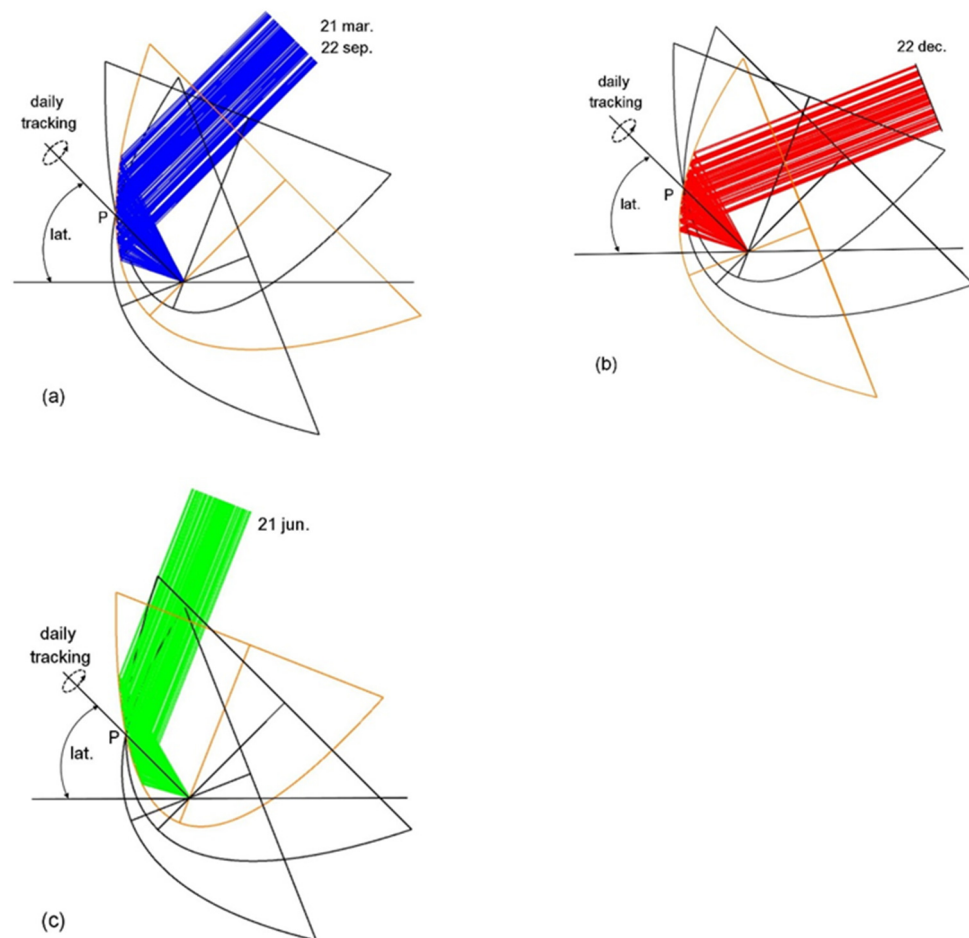 21 mar.
22 sep.
daily
tracking
P
lat.
(a)
22 dec.
daily
tracking
P
lat.
(b)
21 jun.
daily
tracking
P
lat.
(c)